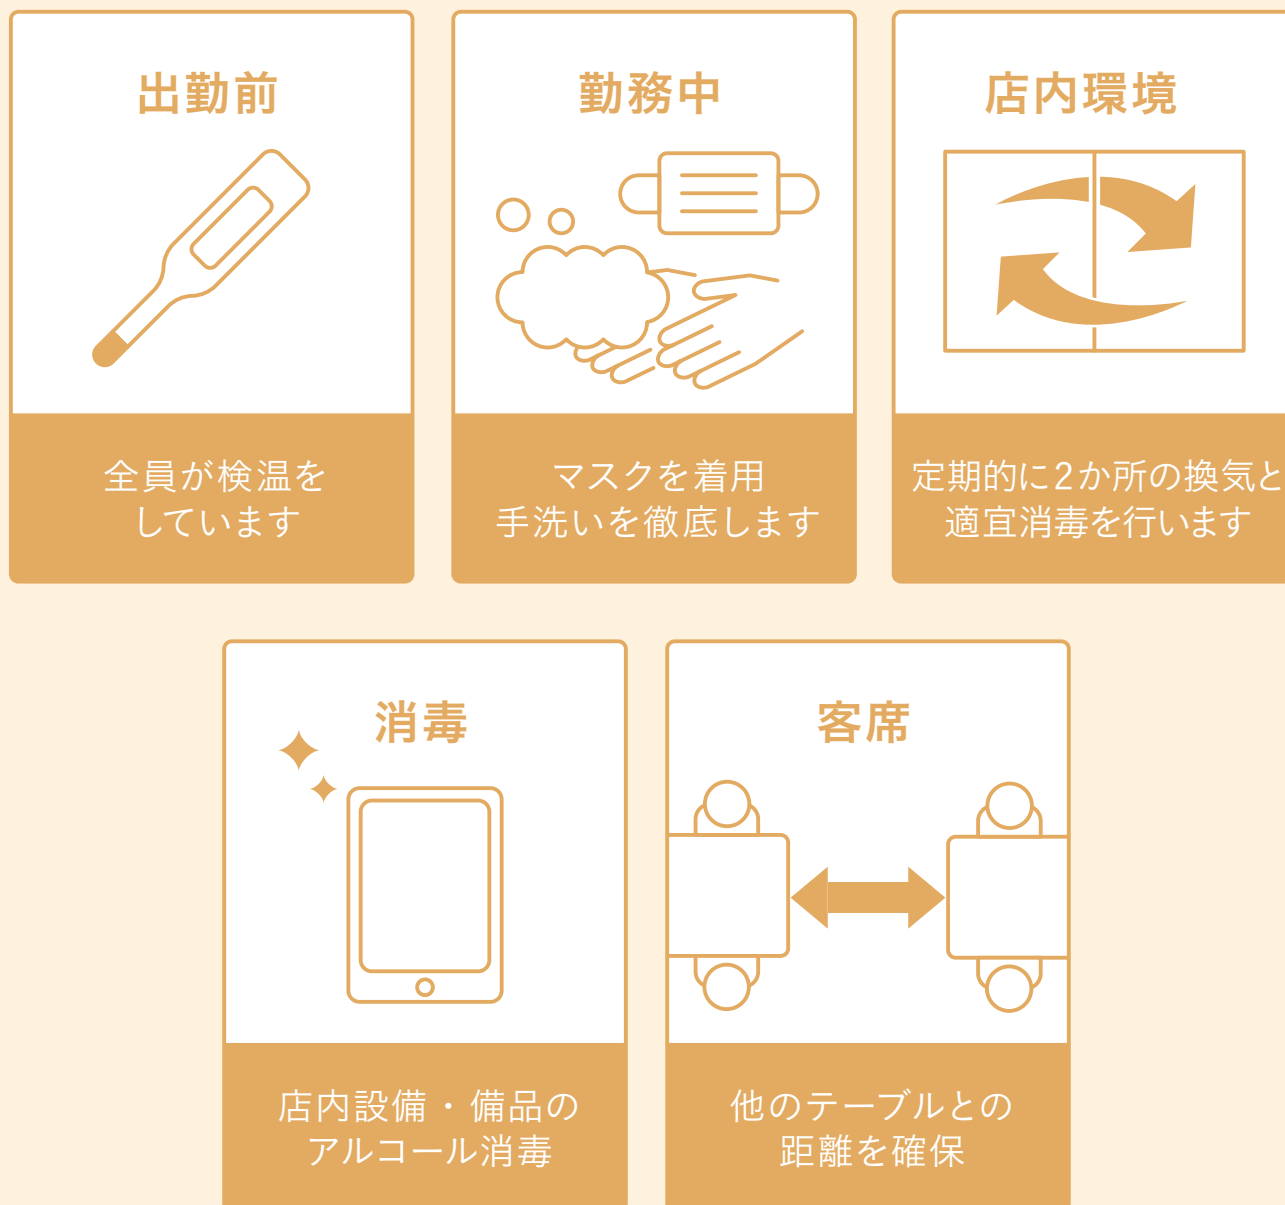 出勤前
全員が検温を
しています
勤務中
マスクを着用
手洗いを徹底します
店内環境
定期的に2か所の換気と
適宜消毒を行います
消毒
店内設備・備品の
アルコール消毒
客席
他のテーブルとの
距離を確保